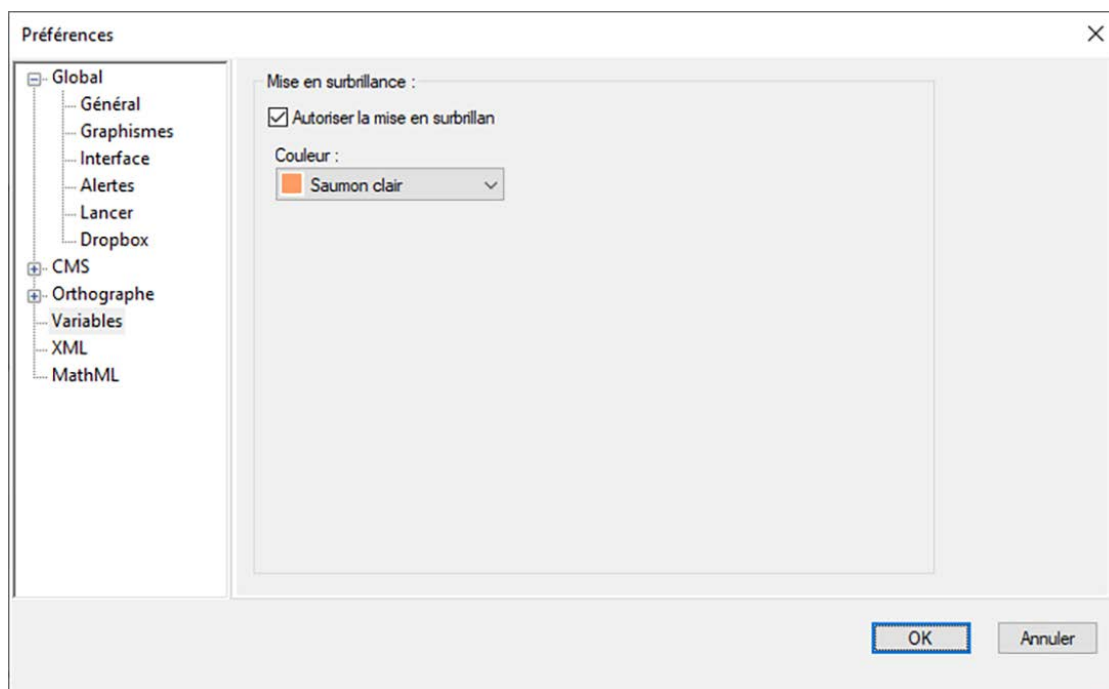 Préférences
Global
Général
Graphismes
Interface
Alertes
Lancer
Dropbox
CMS
Orthographe
Variables
XML
MathML
Mise en surbrillance :
Autoriser la mise en surbrillan
Couleur :
Saumon clair
OK
Annuler